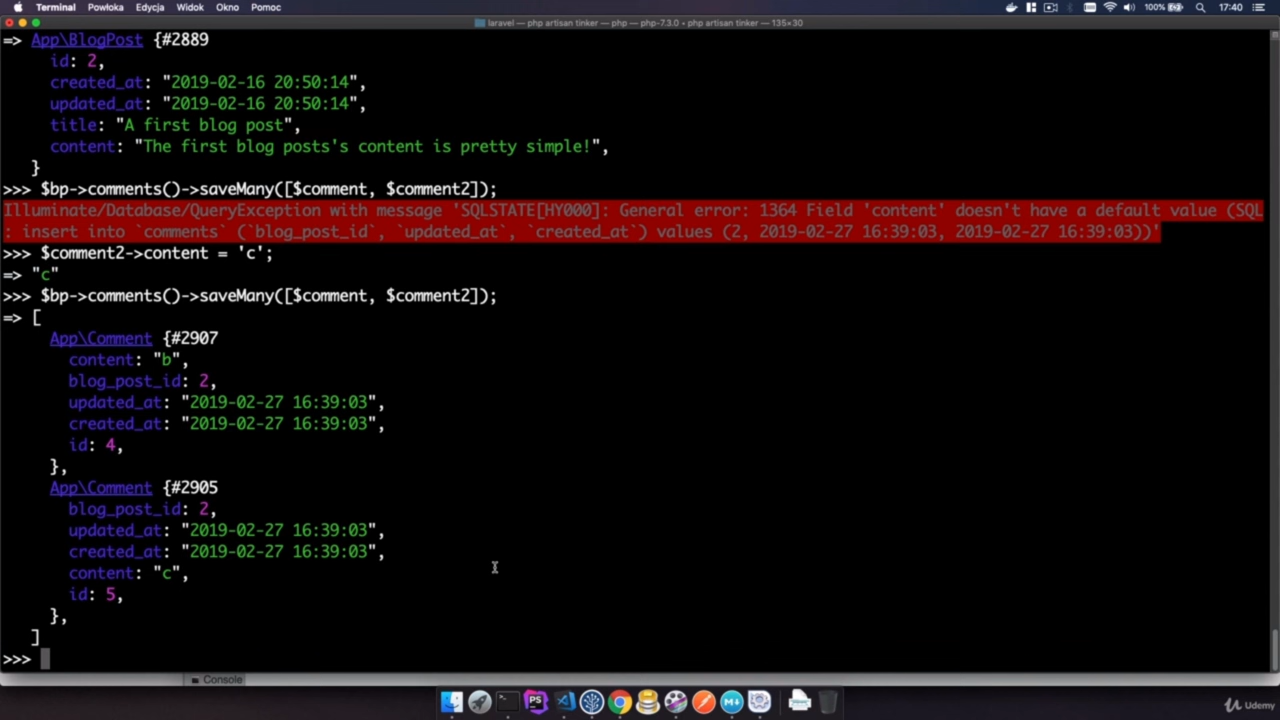 Terminal Powłoka Edycja Widok Okno Pomoc 100% 17:40
laravel — php artisan tinker — php — php-7.3.0 • php artisan tinker — 135×30
=> App\BlogPost {#2889
id: 2,
created_at: "2019-02-16 20:50:14",
updated_at: "2019-02-16 20:50:14",
title: "A first blog post",
content: "The first blog posts's content is pretty simple!",
}
>>> $bp->comments()->saveMany([$comment, $comment2]);
Illuminate/Database/QueryException with message 'SQLSTATE[HY000]: General error: 1364 Field 'content' doesn't have a default value (SQL
: insert into `comments` (`blog_post_id`, `updated_at`, `created_at`) values (2, 2019-02-27 16:39:03, 2019-02-27 16:39:03))'
>>> $comment2->content = 'c';
=> "c"
>>> $bp->comments()->saveMany([$comment, $comment2]);
=> [
App\Comment {#2907
content: "b",
blog_post_id: 2,
updated_at: "2019-02-27 16:39:03",
created_at: "2019-02-27 16:39:03",
id: 4,
},
App\Comment {#2905
blog_post_id: 2,
updated_at: "2019-02-27 16:39:03",
created_at: "2019-02-27 16:39:03",
content: "c",
id: 5,
},
]
>>>
Console
PS
M↓
Udemy